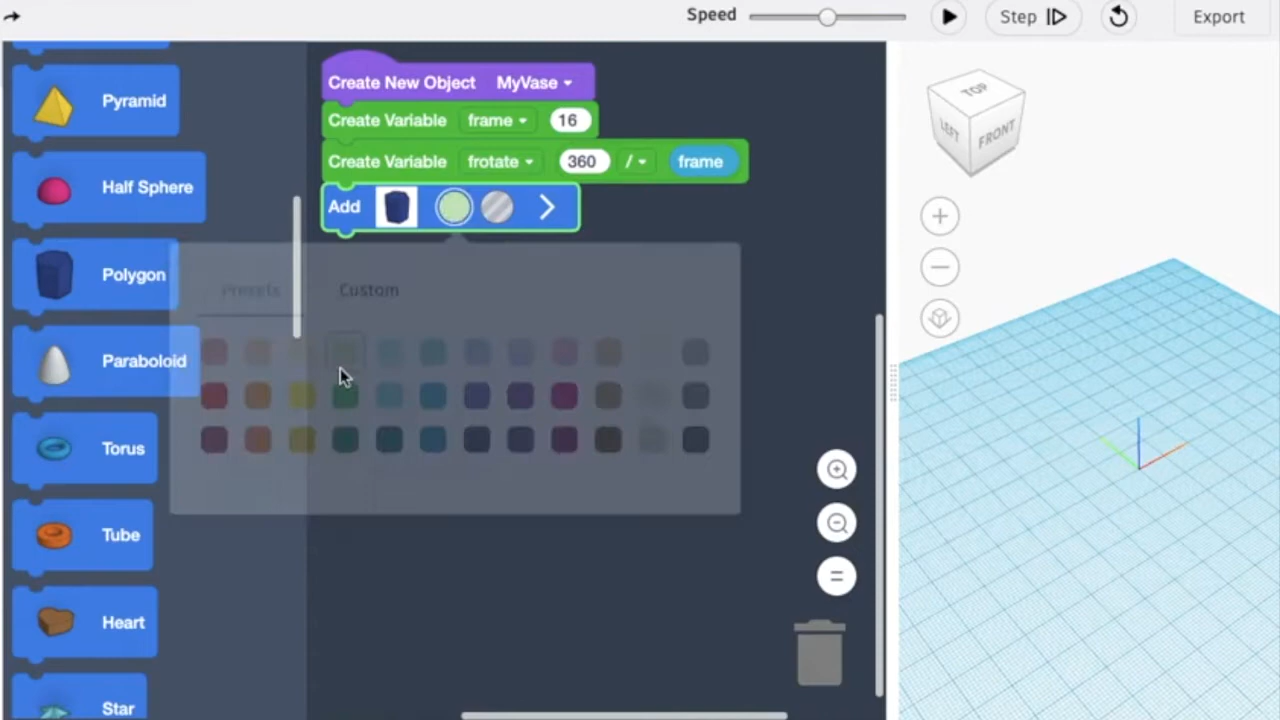 Speed
Step
Export
Pyramid
Half Sphere
Polygon
Paraboloid
Torus
Tube
Heart
Star
Create New Object MyVase
Create Variable frame 16
Create Variable frotate 360 / frame
Add
Presets Custom
TOP
LEFT FRONT